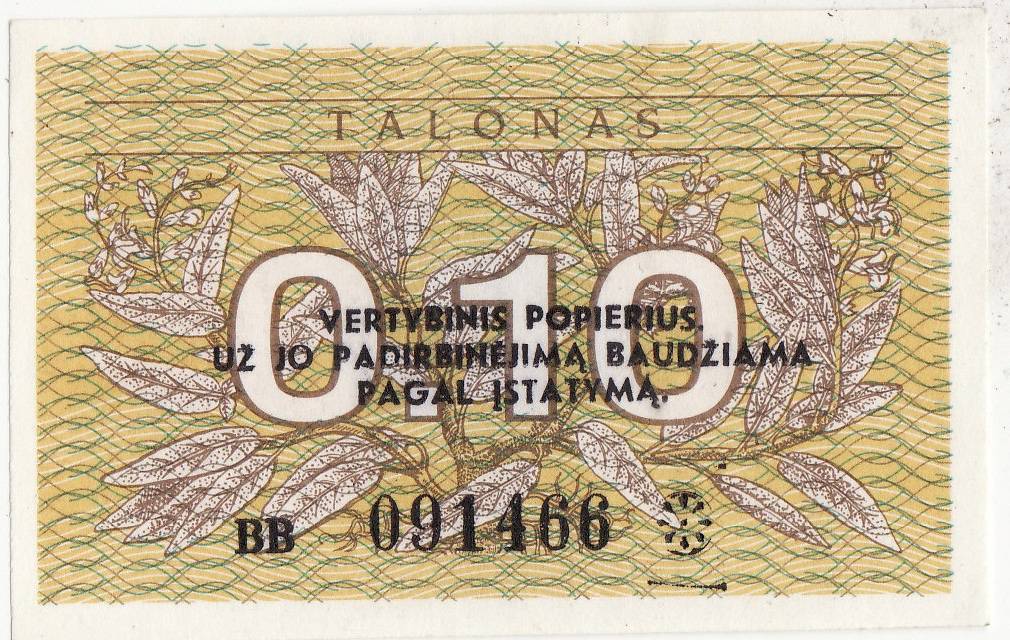 TALONAS
0.10
VERTYBINIS POPIERIUS.
UŽ JO PADIRBINĖJIMĄ BAUDŽIAMA
PAGAL ĮSTATYMĄ.
BB 091466